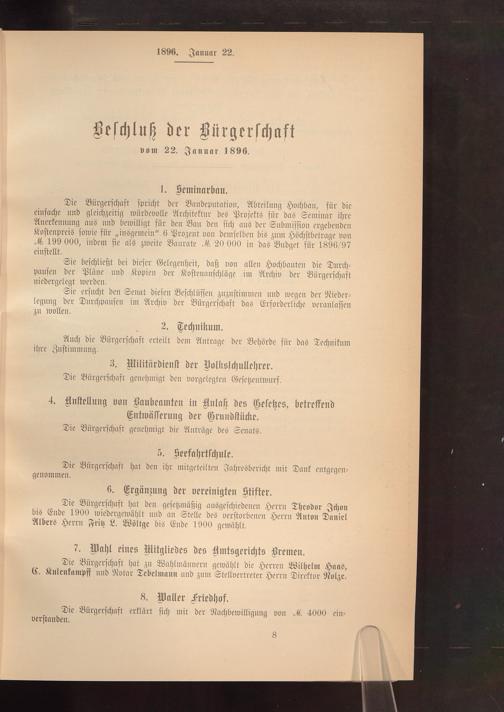 1896. Januar 22.
Beschluß der Bürgerschaft
vom 22. Januar 1896.
1. Seminarbau.
Die Bürgerschaft spricht der Baudeputation, Abteilung Hochbau, für die
einfache und gleichzeitig würdevolle Architektur des Projekts für das Seminar ihre
Anerkennung aus und bewilligt für den Bau den sich aus der Submission ergebenden
Kostenpreis sowie für „insgemein“ 6 Prozent von demselben bis zum Höchstbetrage von
ℳ 199 000, indem sie als zweite Baurate ℳ 20 000 in das Budget für 1896/97
einstellt.
Sie beschließt bei dieser Gelegenheit, daß von allen Hochbauten die Durch-
pausen der Pläne und Kopien der Kostenanschläge im Archiv der Bürgerschaft
niedergelegt werden.
Sie ersucht den Senat diesen Beschlüssen zuzustimmen und wegen der Nieder-
legung der Durchpausen im Archiv der Bürgerschaft das Erforderliche veranlassen
zu wollen.
2. Technikum.
Auch die Bürgerschaft erteilt dem Antrage der Behörde für das Technikum
ihre Zustimmung.
3. Militärdienst der Volksschullehrer.
Die Bürgerschaft genehmigt den vorgelegten Gesetzentwurf.
4. Anstellung von Baubeamten in Anlaß des Gesetzes, betreffend
Entwässerung der Grundstücke.
Die Bürgerschaft genehmigt die Anträge des Senats.
5. Seefahrtschule.
Die Bürgerschaft hat den ihr mitgeteilten Jahresbericht mit Dank entgegen-
genommen.
6. Ergänzung der vereinigten Stifter.
Die Bürgerschaft hat den gesetzmäßig ausgeschiedenen Herrn Theodor Ichon
bis Ende 1900 wiedergewählt und an Stelle des verstorbenen Herrn Anton Daniel
Albers Herrn Fritz L. Wöltge bis Ende 1900 gewählt.
7. Wahl eines Mitgliedes des Amtsgerichts Bremen.
Die Bürgerschaft hat zu Wahlmännern gewählt die Herren Wilhelm Haas,
C. Kulenkampff und Notar Tebelmann und zum Stellvertreter Herrn Direktor Nolze.
8. Waller Friedhof.
Die Bürgerschaft erklärt sich mit der Nachbewilligung von ℳ 4000 ein-
verstanden.
8